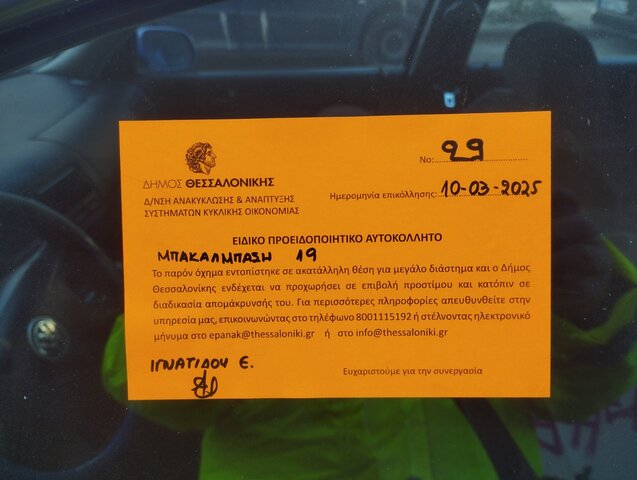 ΔΗΜΟΣ ΘΕΣΣΑΛΟΝΙΚΗΣ
Δ/ΝΣΗ ΑΝΑΚΥΚΛΩΣΗΣ & ΑΝΑΠΤΥΞΗΣ
ΣΥΣΤΗΜΑΤΩΝ ΚΥΚΛΙΚΗΣ ΟΙΚΟΝΟΜΙΑΣ
No: 29
Ημερομηνία επικόλλησης: 10-03-2025
ΕΙΔΙΚΟ ΠΡΟΕΙΔΟΠΟΙΗΤΙΚΟ ΑΥΤΟΚΟΛΛΗΤΟ
ΜΠΑΚΑΛΜΠΑΣΗ 19
Το παρόν όχημα εντοπίστηκε σε ακατάλληλη θέση για μεγάλο διάστημα και ο Δήμος
Θεσσαλονίκης ενδέχεται να προχωρήσει σε επιβολή προστίμου και κατόπιν σε
διαδικασία απομάκρυνσής του. Για περισσότερες πληροφορίες απευθυνθείτε στην
υπηρεσία μας, επικοινωνώντας στο τηλέφωνο 8001115192 ή στέλνοντας ηλεκτρονικό
μήνυμα στο epanak@thessaloniki.gr ή στο info@thessaloniki.gr
ΙΓΝΑΤΙΔΟΥ Ε.
Ευχαριστούμε για την συνεργασία